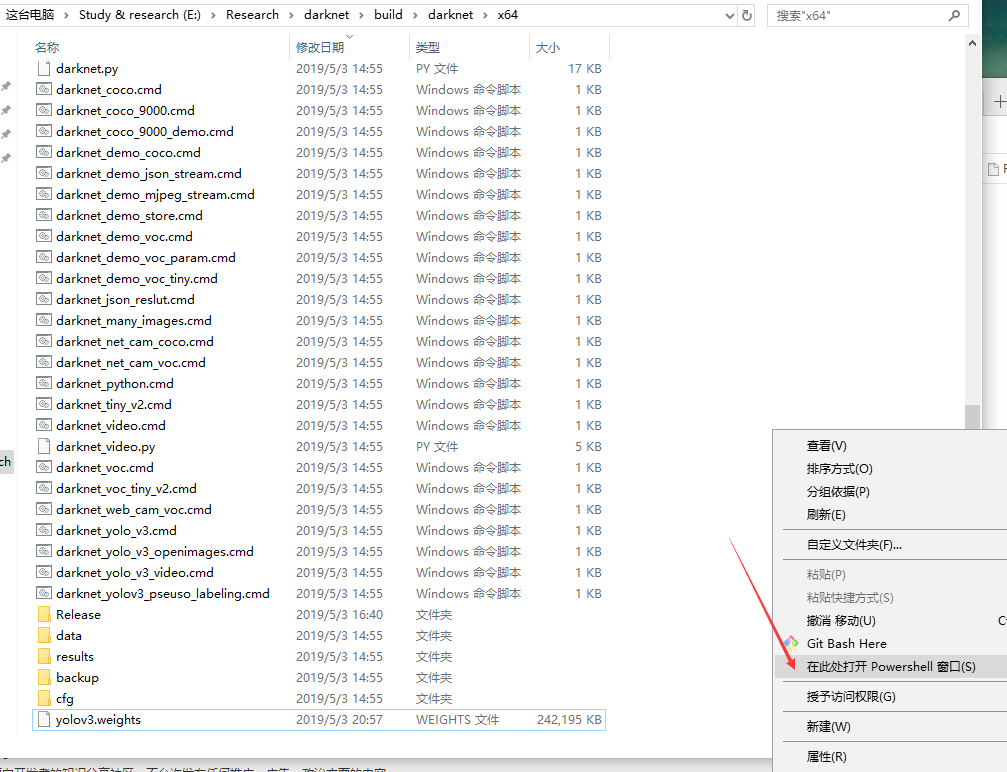 这台电脑 › Study & research (E:) › Research › darknet › build › darknet › x64
搜索"x64"
名称 修改日期 类型 大小
darknet.py 2019/5/3 14:55 PY 文件 17 KB
darknet_coco.cmd 2019/5/3 14:55 Windows 命令脚本 1 KB
darknet_coco_9000.cmd 2019/5/3 14:55 Windows 命令脚本 1 KB
darknet_coco_9000_demo.cmd 2019/5/3 14:55 Windows 命令脚本 1 KB
darknet_demo_coco.cmd 2019/5/3 14:55 Windows 命令脚本 1 KB
darknet_demo_json_stream.cmd 2019/5/3 14:55 Windows 命令脚本 1 KB
darknet_demo_mjpeg_stream.cmd 2019/5/3 14:55 Windows 命令脚本 1 KB
darknet_demo_store.cmd 2019/5/3 14:55 Windows 命令脚本 1 KB
darknet_demo_voc.cmd 2019/5/3 14:55 Windows 命令脚本 1 KB
darknet_demo_voc_param.cmd 2019/5/3 14:55 Windows 命令脚本 1 KB
darknet_demo_voc_tiny.cmd 2019/5/3 14:55 Windows 命令脚本 1 KB
darknet_json_reslut.cmd 2019/5/3 14:55 Windows 命令脚本 1 KB
darknet_many_images.cmd 2019/5/3 14:55 Windows 命令脚本 1 KB
darknet_net_cam_coco.cmd 2019/5/3 14:55 Windows 命令脚本 1 KB
darknet_net_cam_voc.cmd 2019/5/3 14:55 Windows 命令脚本 1 KB
darknet_python.cmd 2019/5/3 14:55 Windows 命令脚本 1 KB
darknet_tiny_v2.cmd 2019/5/3 14:55 Windows 命令脚本 1 KB
darknet_video.cmd 2019/5/3 14:55 Windows 命令脚本 1 KB
darknet_video.py 2019/5/3 14:55 PY 文件 5 KB
ch
darknet_voc.cmd 2019/5/3 14:55 Windows 命令脚本 1 KB
darknet_voc_tiny_v2.cmd 2019/5/3 14:55 Windows 命令脚本 1 KB
darknet_web_cam_voc.cmd 2019/5/3 14:55 Windows 命令脚本 1 KB
darknet_yolo_v3.cmd 2019/5/3 14:55 Windows 命令脚本 1 KB
darknet_yolo_v3_openimages.cmd 2019/5/3 14:55 Windows 命令脚本 1 KB
darknet_yolo_v3_video.cmd 2019/5/3 14:55 Windows 命令脚本 1 KB
darknet_yolov3_pseuso_labeling.cmd 2019/5/3 14:55 Windows 命令脚本 1 KB
Release 2019/5/3 16:40 文件夹
data 2019/5/3 14:55 文件夹
results 2019/5/3 14:55 文件夹
backup 2019/5/3 14:55 文件夹
cfg 2019/5/3 14:55 文件夹
yolov3.weights 2019/5/3 20:57 WEIGHTS 文件 242,195 KB
查看(V)
排序方式(O)
分组依据(P)
刷新(E)
自定义文件夹(F)...
粘贴(P)
粘贴快捷方式(S)
撤消 移动(U)
Git Bash Here
在此处打开 Powershell 窗口(S)
授予访问权限(G)
新建(W)
属性(R)